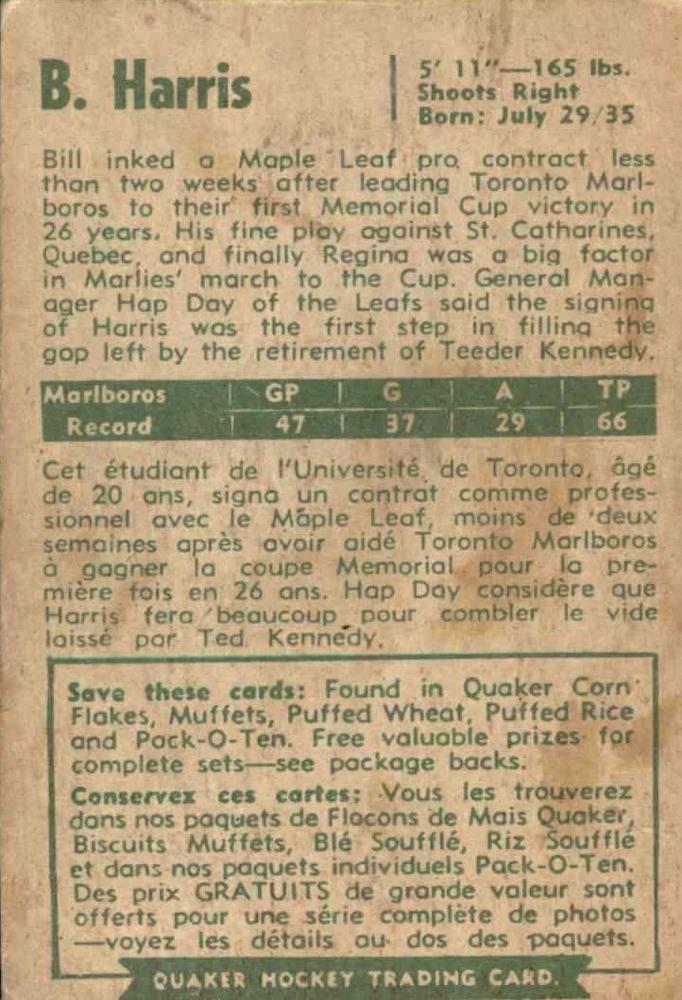 B. Harris
5' 11"—165 lbs.
Shoots Right
Born: July 29/35
Bill inked a Maple Leaf pro contract less
than two weeks after leading Toronto Marl-
boros to their first Memorial Cup victory in
26 years. His fine play against St. Catharines,
Quebec, and finally Regina was a big factor
in Marlies' march to the Cup. General Man-
ager Hap Day of the Leafs said the signing
of Harris was the first step in filling the
gap left by the retirement of Teeder Kennedy.
Marlboros | GP | G | A | TP
Record | 47 | 37 | 29 | 66
Cet étudiant de l'Université de Toronto, âgé
de 20 ans, signa un contrat comme profes-
sionnel avec le Maple Leaf, moins de deux
semaines après avoir aidé Toronto Marlboros
à gagner la coupe Memorial pour la pre-
mière fois en 26 ans. Hap Day considère que
Harris fera beaucoup pour combler le vide
laissé par Ted Kennedy.
Save these cards: Found in Quaker Corn
Flakes, Muffets, Puffed Wheat, Puffed Rice
and Pack-O-Ten. Free valuable prizes for
complete sets—see package backs.
Conservez ces cartes: Vous les trouverez
dans nos paquets de Flocons de Mais Quaker,
Biscuits Muffets, Blé Soufflé, Riz Soufflé
et dans nos paquets individuels Pack-O-Ten.
Des prix GRATUITS de grande valeur sont
offerts pour une série complète de photos
—voyez les détails au dos des paquets.
QUAKER HOCKEY TRADING CARD.